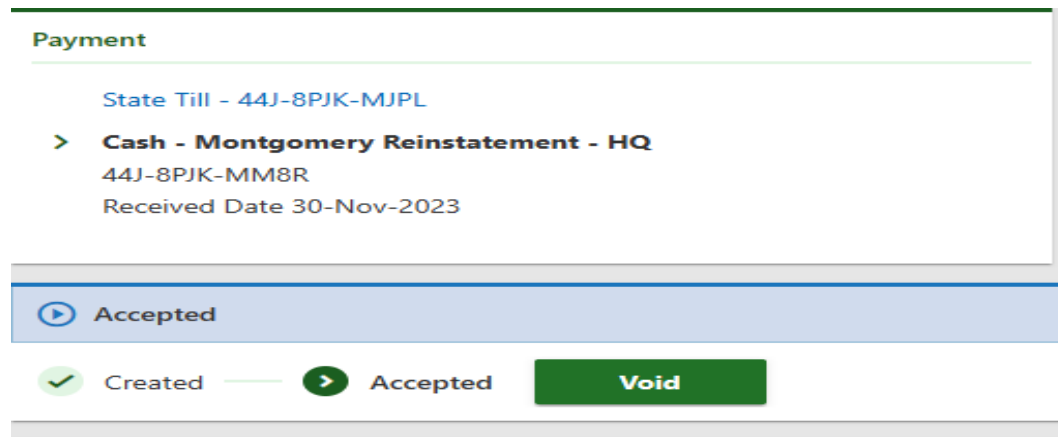 Payment
State Till - 44J-8PJK-MJPL
Cash - Montgomery Reinstatement - HQ
44J-8PJK-MM8R
Received Date 30-Nov-2023
Accepted
Created Accepted Void